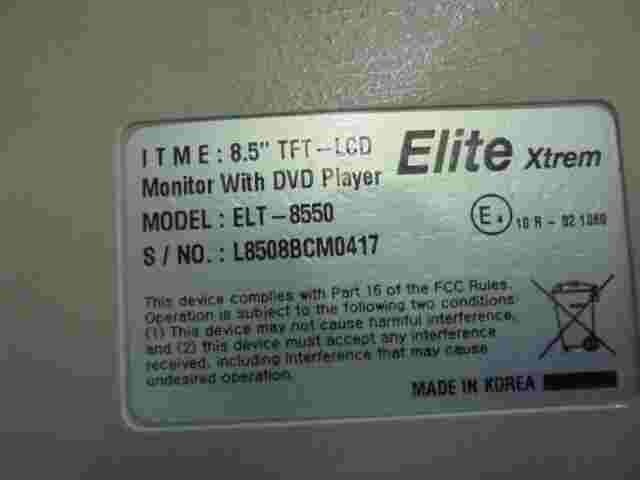 ITME : 8.5" TFT-LCD
Elite Xtrem
Monitor With DVD Player
MODEL : ELT-8550
S / NO. : L8508BCM0417
E4
10 R -
This device complies with Part 16 of the FCC Rules.
Operation is subject to the following two conditions
(1) This device may not cause harmful interference,
and (2) this device must accept any interference
received, including interference that may cause
undesired operation.
MADE IN KOREA